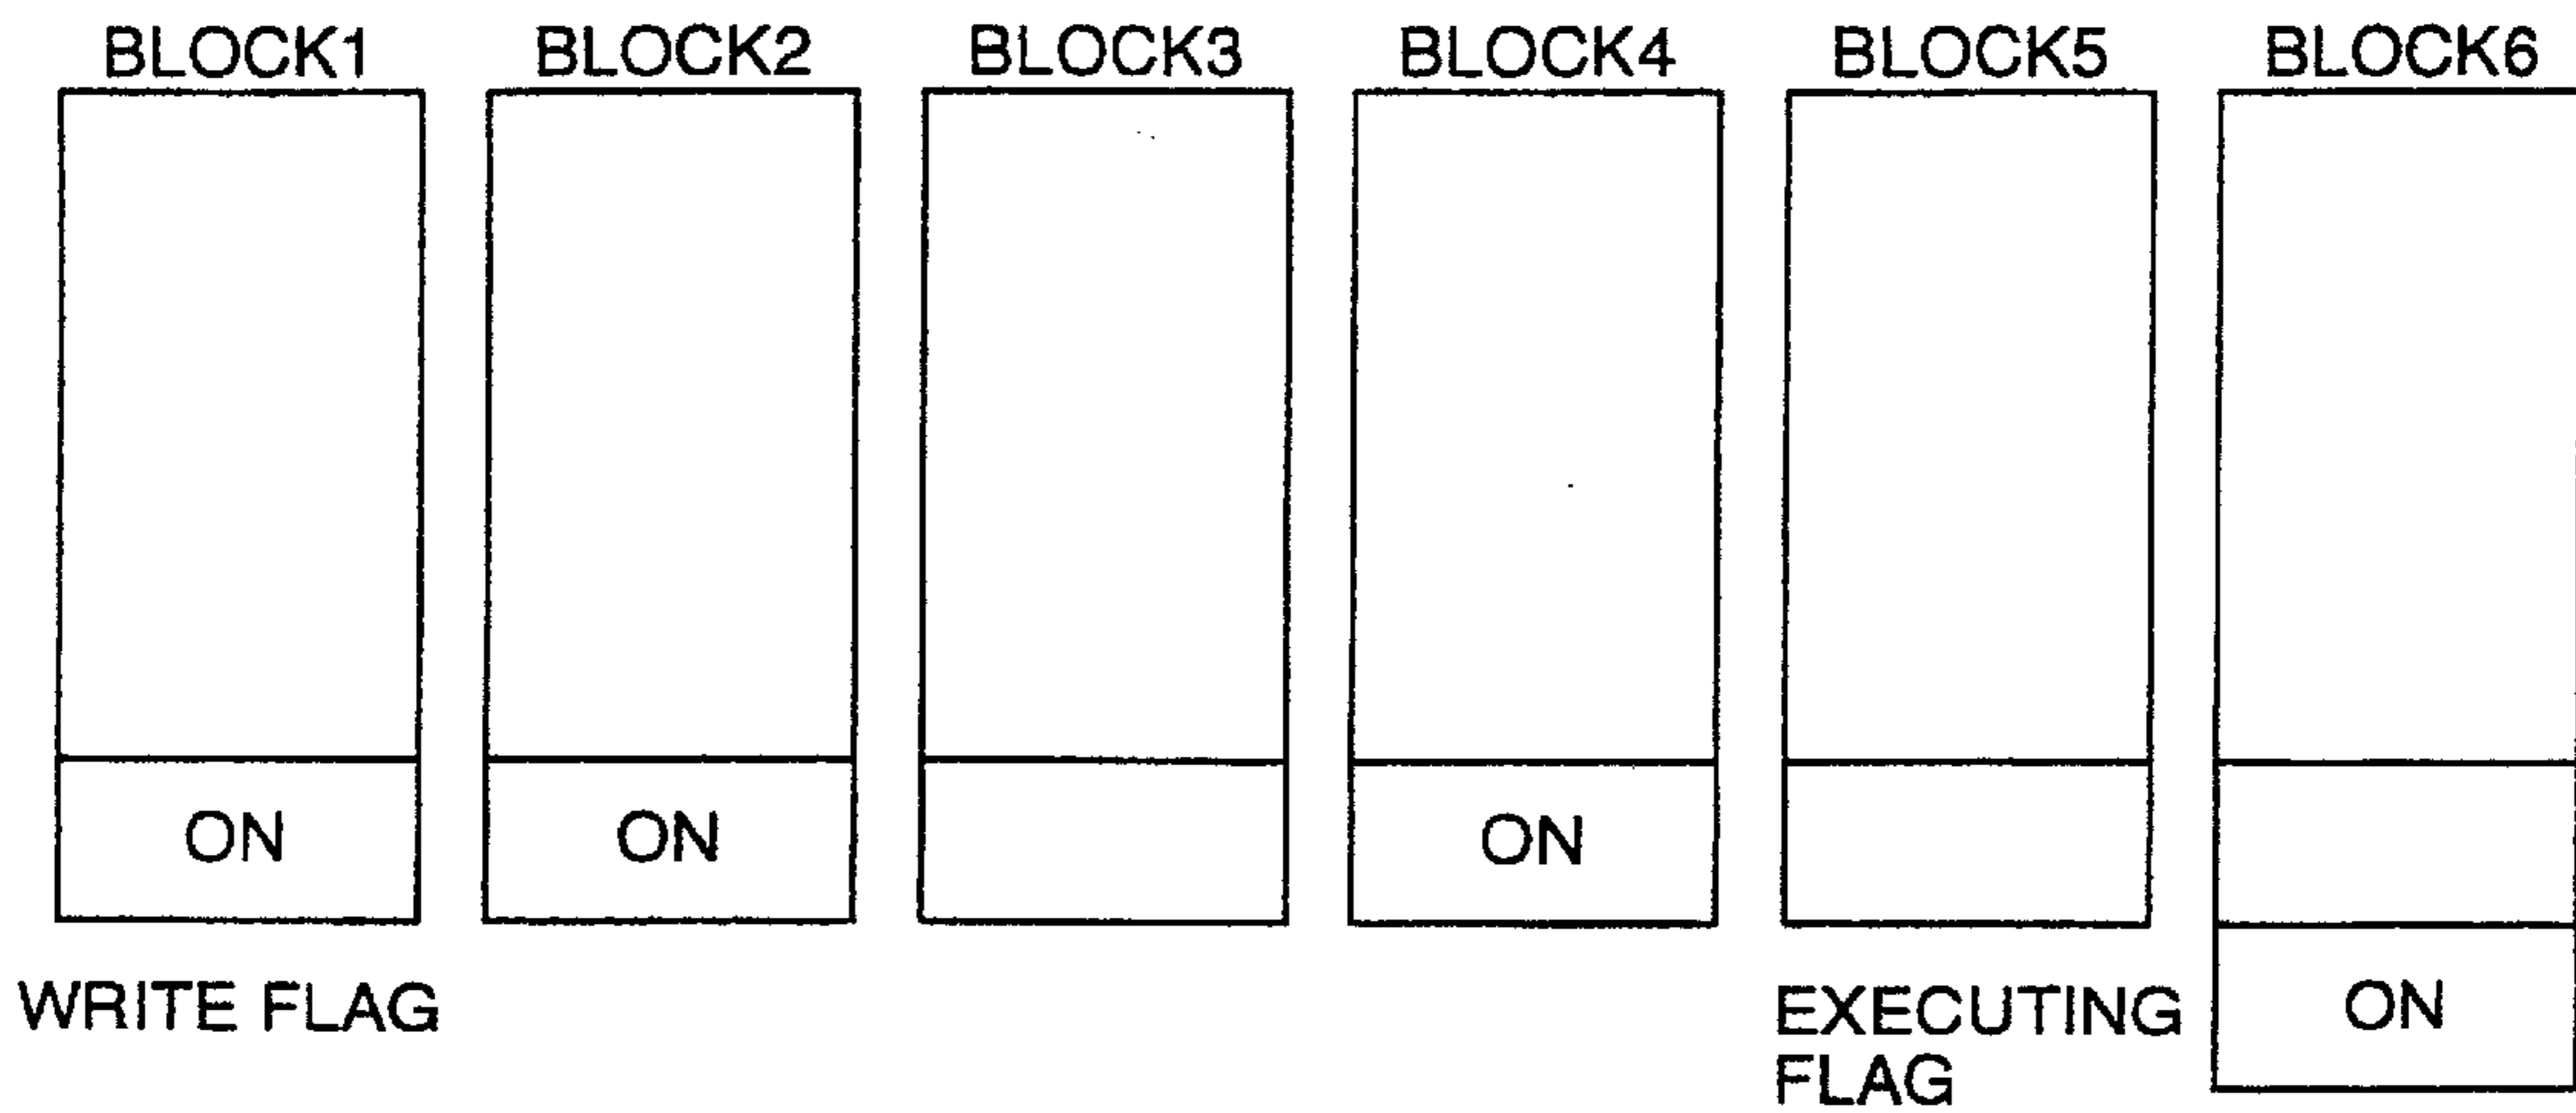 BLOCK1 BLOCK2 BLOCK3 BLOCK4 BLOCK5 BLOCK6
ON ON ON
WRITE FLAG
EXECUTING
FLAG
ON